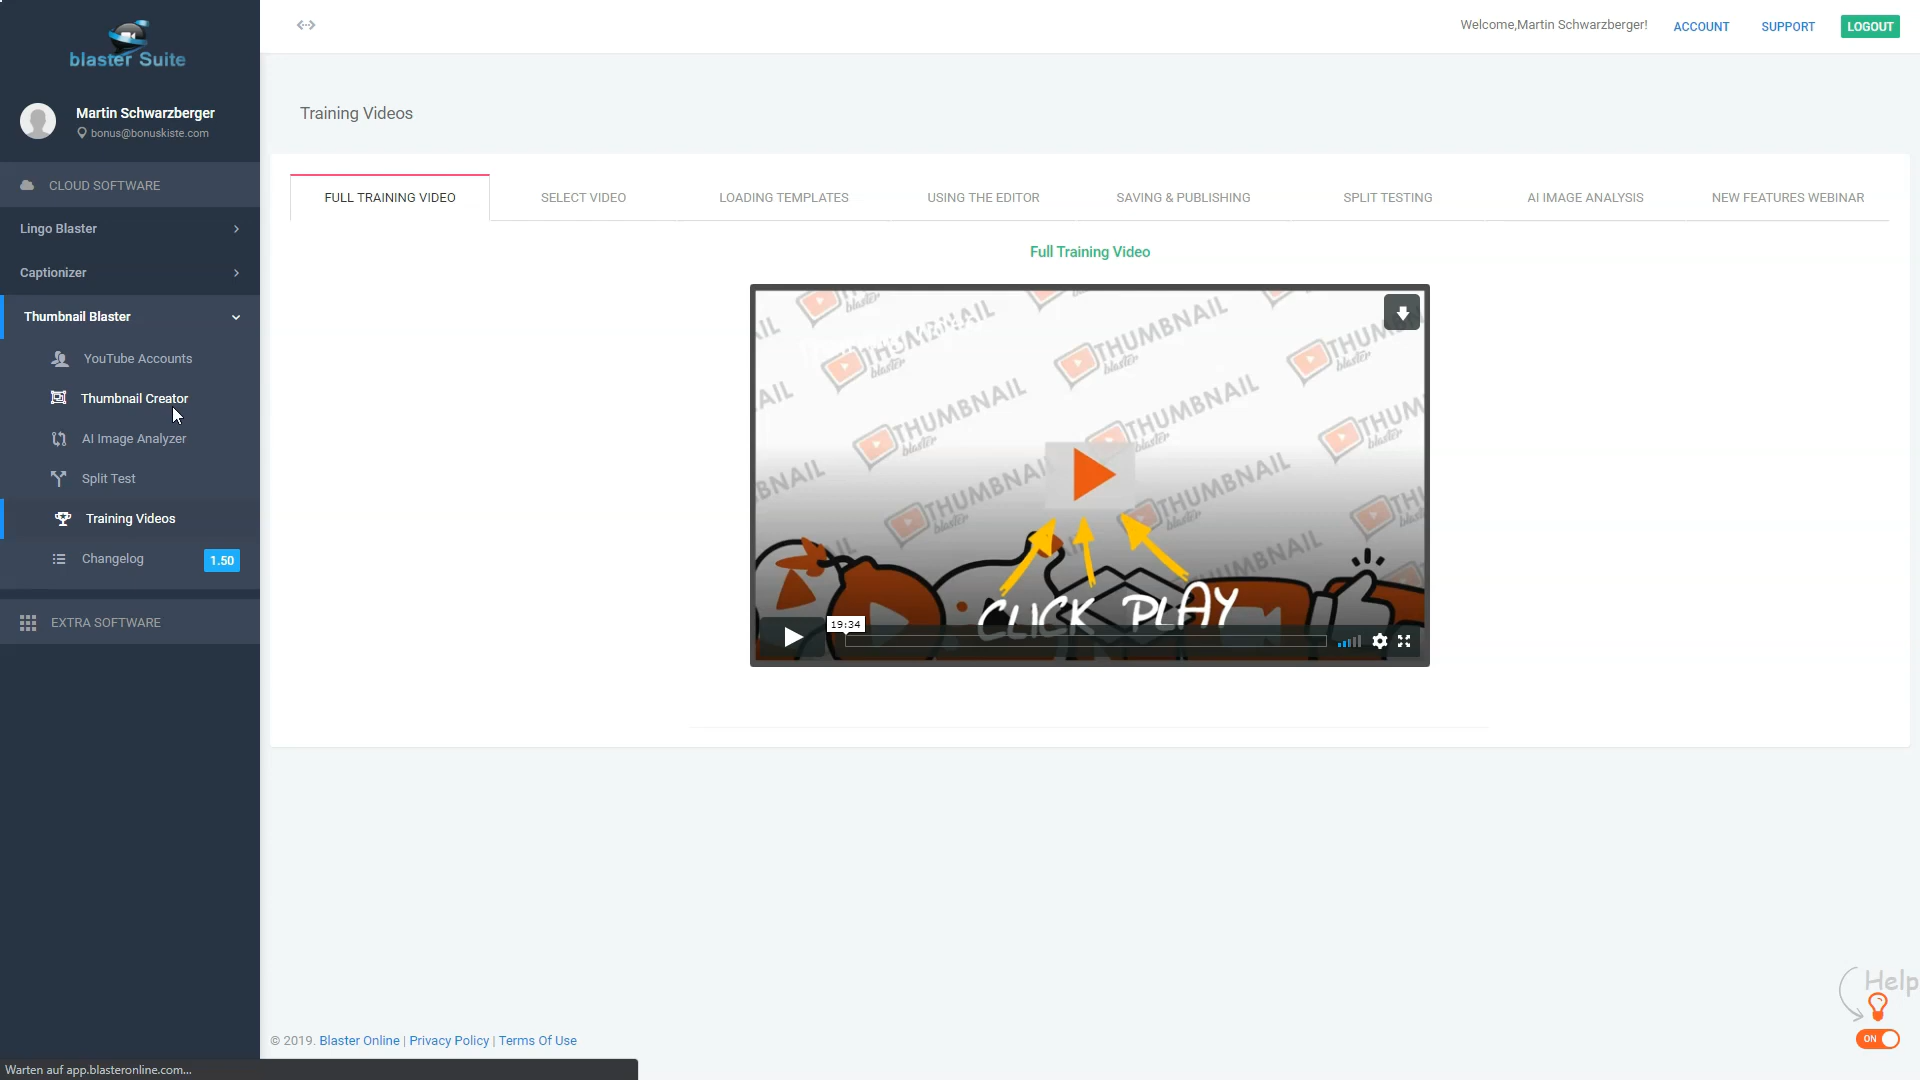 blaster Suite
Welcome,Martin Schwarzberger!
ACCOUNT
SUPPORT
LOGOUT
Martin Schwarzberger
bonus@bonuskiste.com
Training Videos
CLOUD SOFTWARE
FULL TRAINING VIDEO
SELECT VIDEO
LOADING TEMPLATES
USING THE EDITOR
SAVING & PUBLISHING
SPLIT TESTING
AI IMAGE ANALYSIS
NEW FEATURES WEBINAR
Lingo Blaster
Full Training Video
Captionizer
Thumbnail Blaster
YouTube Accounts
Thumbnail Creator
AI Image Analyzer
Split Test
Training Videos
Changelog
1.50
EXTRA SOFTWARE
THUMBNAIL
blaster
CLICK PLAY
19:34
Help
ON
© 2019. Blaster Online | Privacy Policy | Terms Of Use
Warten auf app.blasteronline.com...